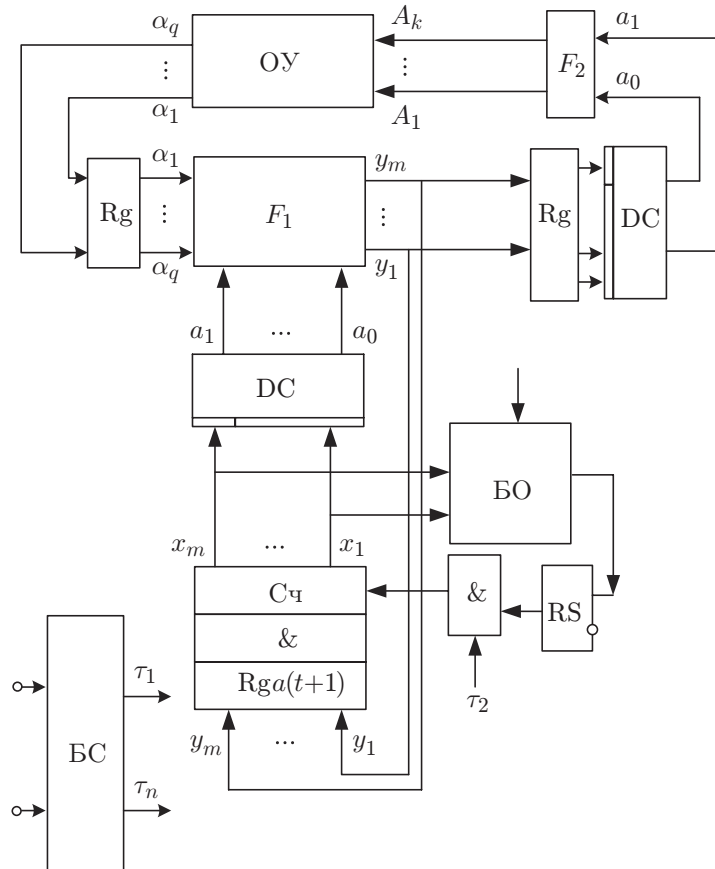 α_q ОУ A_k F_2 a_1
⋮ ⋮ a_0
α_1 A_1
Rg α_1 F_1 y_m Rg DC
⋮ ⋮
α_q y_1
a_1 ... a_0
DC
БО
x_m ... x_1
Сч & RS
&
Rga(t+1) τ_2
y_m ... y_1
БС τ_1
τ_n